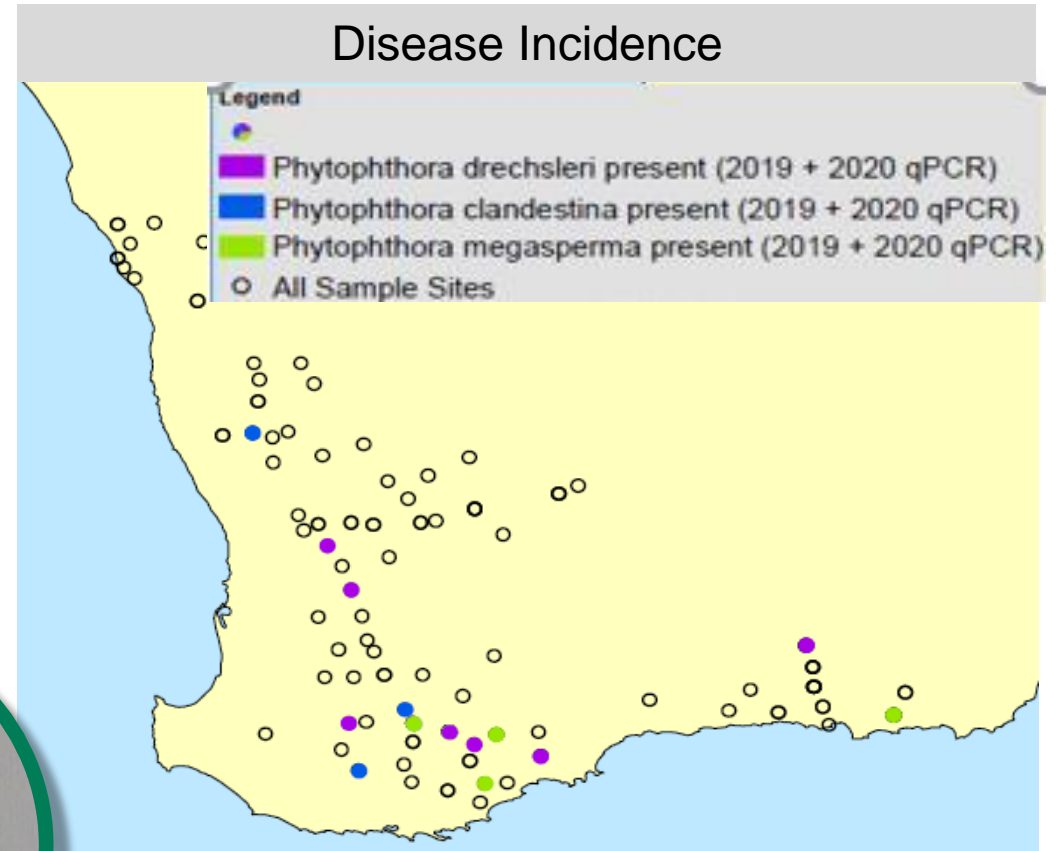 Disease Incidence
Legend
Phytophthora drechsleri present (2019 + 2020 qPCR)
Phytophthora clandestina present (2019 + 2020 qPCR)
Phytophthora megasperma present (2019 + 2020 qPCR)
All Sample Sites